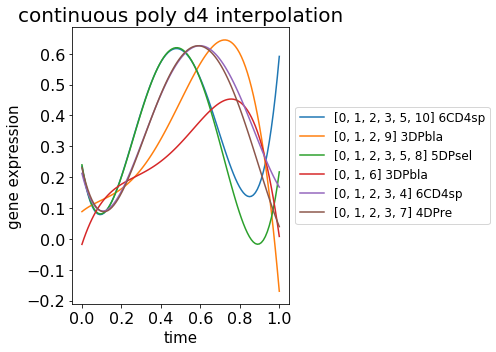 continuous poly d4 interpolation
gene expression
0.6
0.5
0.4
0.3
0.2
0.1
0.0
−0.1
−0.2
0.0 0.2 0.4 0.6 0.8 1.0
time
[0, 1, 2, 3, 5, 10] 6CD4sp
[0, 1, 2, 9] 3DPbla
[0, 1, 2, 3, 5, 8] 5DPsel
[0, 1, 6] 3DPbla
[0, 1, 2, 3, 4] 6CD4sp
[0, 1, 2, 3, 7] 4DPre